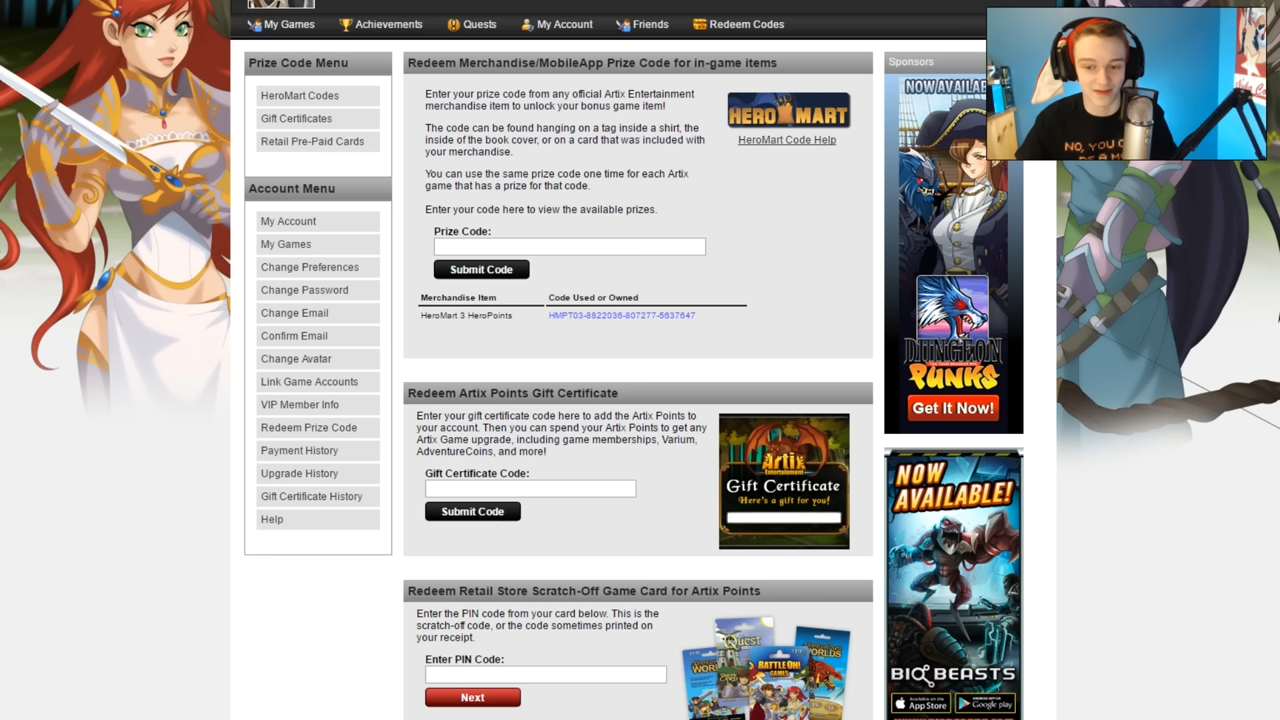 My Games
Achievements
Quests
My Account
Friends
Redeem Codes
Prize Code Menu
HeroMart Codes
Gift Certificates
Retail Pre-Paid Cards
Account Menu
My Account
My Games
Change Preferences
Change Password
Change Email
Confirm Email
Change Avatar
Link Game Accounts
VIP Member Info
Redeem Prize Code
Payment History
Upgrade History
Gift Certificate History
Help
Redeem Merchandise/MobileApp Prize Code for in-game items
Enter your prize code from any official Artix Entertainment
merchandise item to unlock your bonus game item!
The code can be found hanging on a tag inside a shirt, the
inside of the book cover, or on a card that was included with
your merchandise.
You can use the same prize code one time for each Artix
game that has a prize for that code.
Enter your code here to view the available prizes.
HERO MART
HeroMart Code Help
Prize Code:
Submit Code
Merchandise Item
Code Used or Owned
HeroMart 3 HeroPoints
HMPT03-8822036-807277-5637647
Redeem Artix Points Gift Certificate
Enter your gift certificate code here to add the Artix Points to
your account. Then you can spend your Artix Points to get any
Artix Game upgrade, including game memberships, Varium,
AdventureCoins, and more!
Gift Certificate Code:
Submit Code
Artix
Entertainment
Gift Certificate
Here's a gift for you!
Redeem Retail Store Scratch-Off Game Card for Artix Points
Enter the PIN code from your card below. This is the
scratch-off code, or the code sometimes printed on
your receipt.
Enter PIN Code:
Next
Quest
BATTLE ON!
GAMES
WORLDS
Sponsors
NOW AVAILAB
DUNGEON
PUNKS
Get It Now!
NOW
AVAILABLE!
BIO BEASTS
Available on the
App Store
Google play
NO, YOU C
BE A M